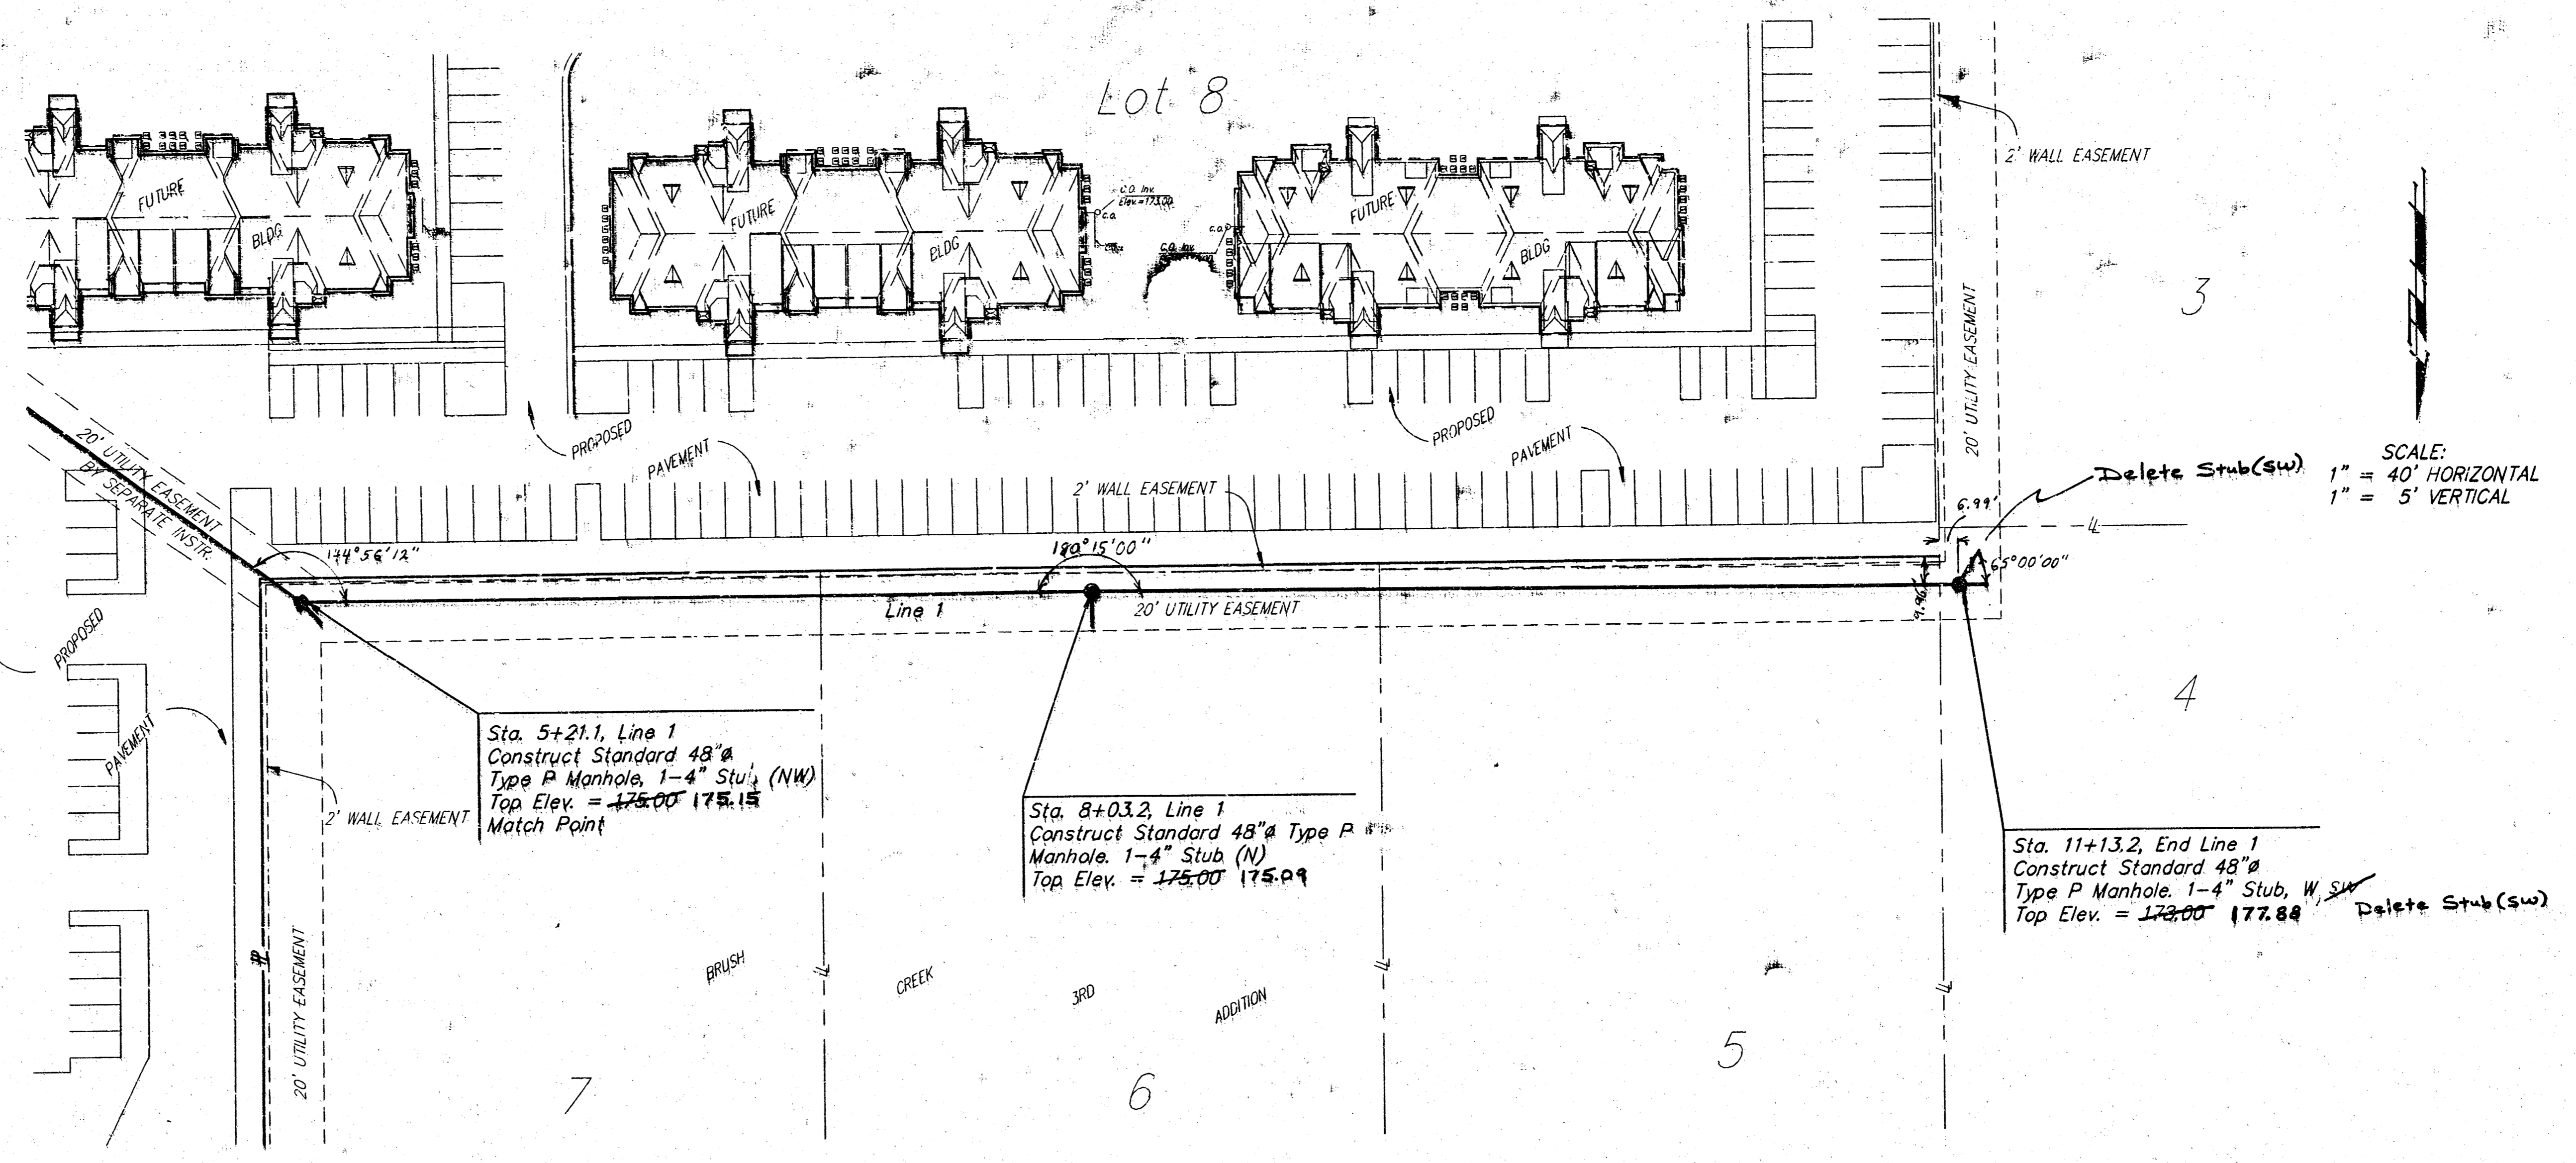 Lot 8
2' WALL EASEMENT
FUTURE
BLDG
FUTURE
BLDG
C.O. Inv.
Elev.=173.00
C.O.
C.O. Inv.
C.O.
FUTURE
BLDG
3
20' UTILITY EASEMENT
SCALE:
1" = 40' HORIZONTAL
1" = 5' VERTICAL
Delete Stub(SW)
6.99'
PROPOSED
PAVEMENT
PROPOSED
PAVEMENT
20' UTILITY EASEMENT
BY SEPARATE INSTR.
2' WALL EASEMENT
144°56'12"
180°15'00"
65°00'00"
9.96'
Line 1
20' UTILITY EASEMENT
PROPOSED
PAVEMENT
4
Sta. 5+21.1, Line 1
Construct Standard 48"ø
Type P Manhole, 1-4" Stub (NW)
Top Elev. = 175.00 175.15
Match Point
2' WALL EASEMENT
Sta. 8+03.2, Line 1
Construct Standard 48"ø Type P
Manhole. 1-4" Stub (N)
Top Elev. = 175.00 175.09
Sta. 11+13.2, End Line 1
Construct Standard 48"ø
Type P Manhole. 1-4" Stub, W, SW
Top Elev. = 173.00 177.88 Delete Stub(SW)
20' UTILITY EASEMENT
BRUSH
CREEK
3RD
ADDITION
7
6
5